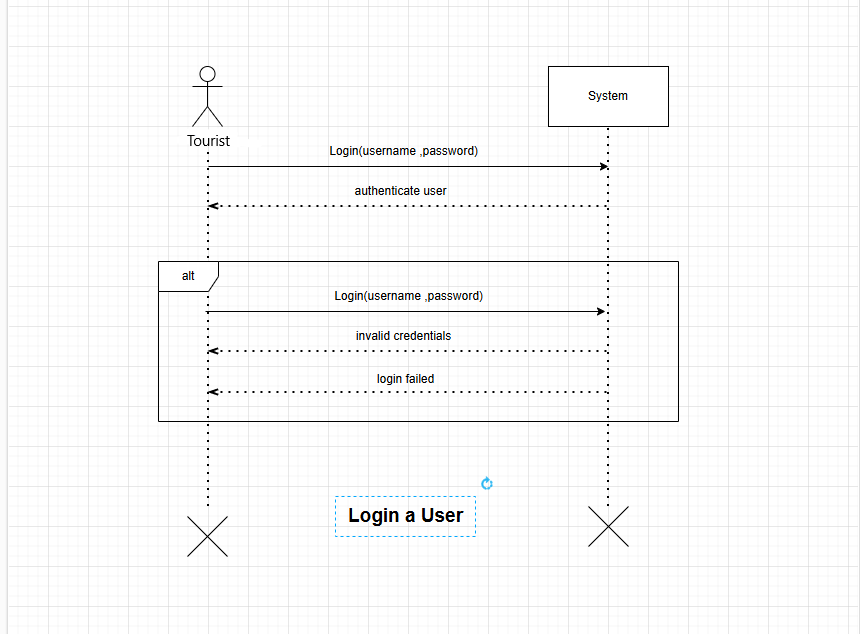 System
Tourist
Login(username ,password)
authenticate user
alt
Login(username ,password)
invalid credentials
login failed
Login a User